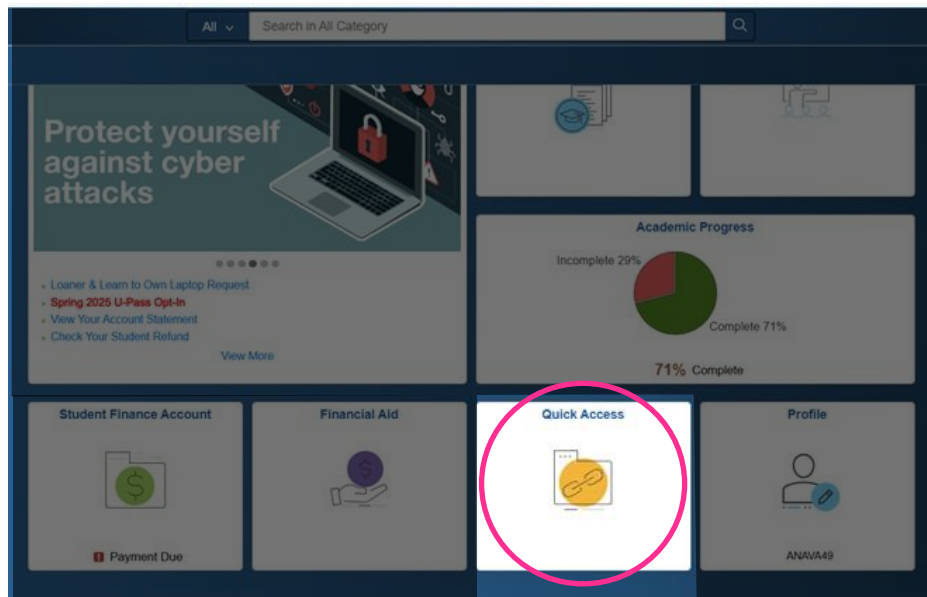 All
Search in All Category
Protect yourself
against cyber
attacks
Loaner & Learn to Own Laptop Request
Spring 2025 U-Pass Opt-In
View Your Account Statement
Check Your Student Refund
View More
Academic Progress
Incomplete 29%
Complete 71%
71% Complete
Student Finance Account
! Payment Due
Financial Aid
Quick Access
Profile
ANAVA49